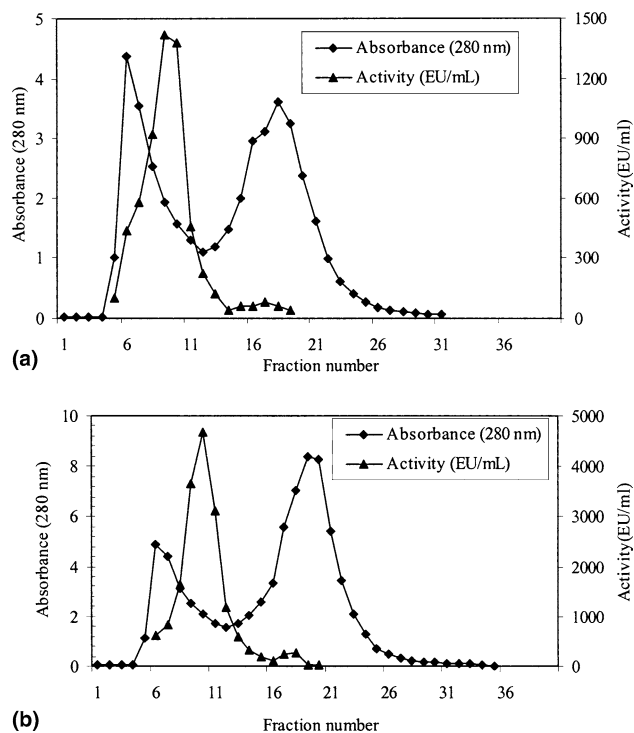 5
4
3
2
1
0
Absorbance (280 nm)
Absorbance (280 nm)
Activity (EU/mL)
1500
1200
900
600
300
0
Activity(EU/ml)
1 6 11 16 21 26 31 36
Fraction number
(a)
10
8
6
4
2
0
Absorbance (280 nm)
Absorbance (280 nm)
Activity (EU/mL)
5000
4000
3000
2000
1000
0
Activity(EU/ml)
1 6 11 16 21 26 31 36
Fraction number
(b)